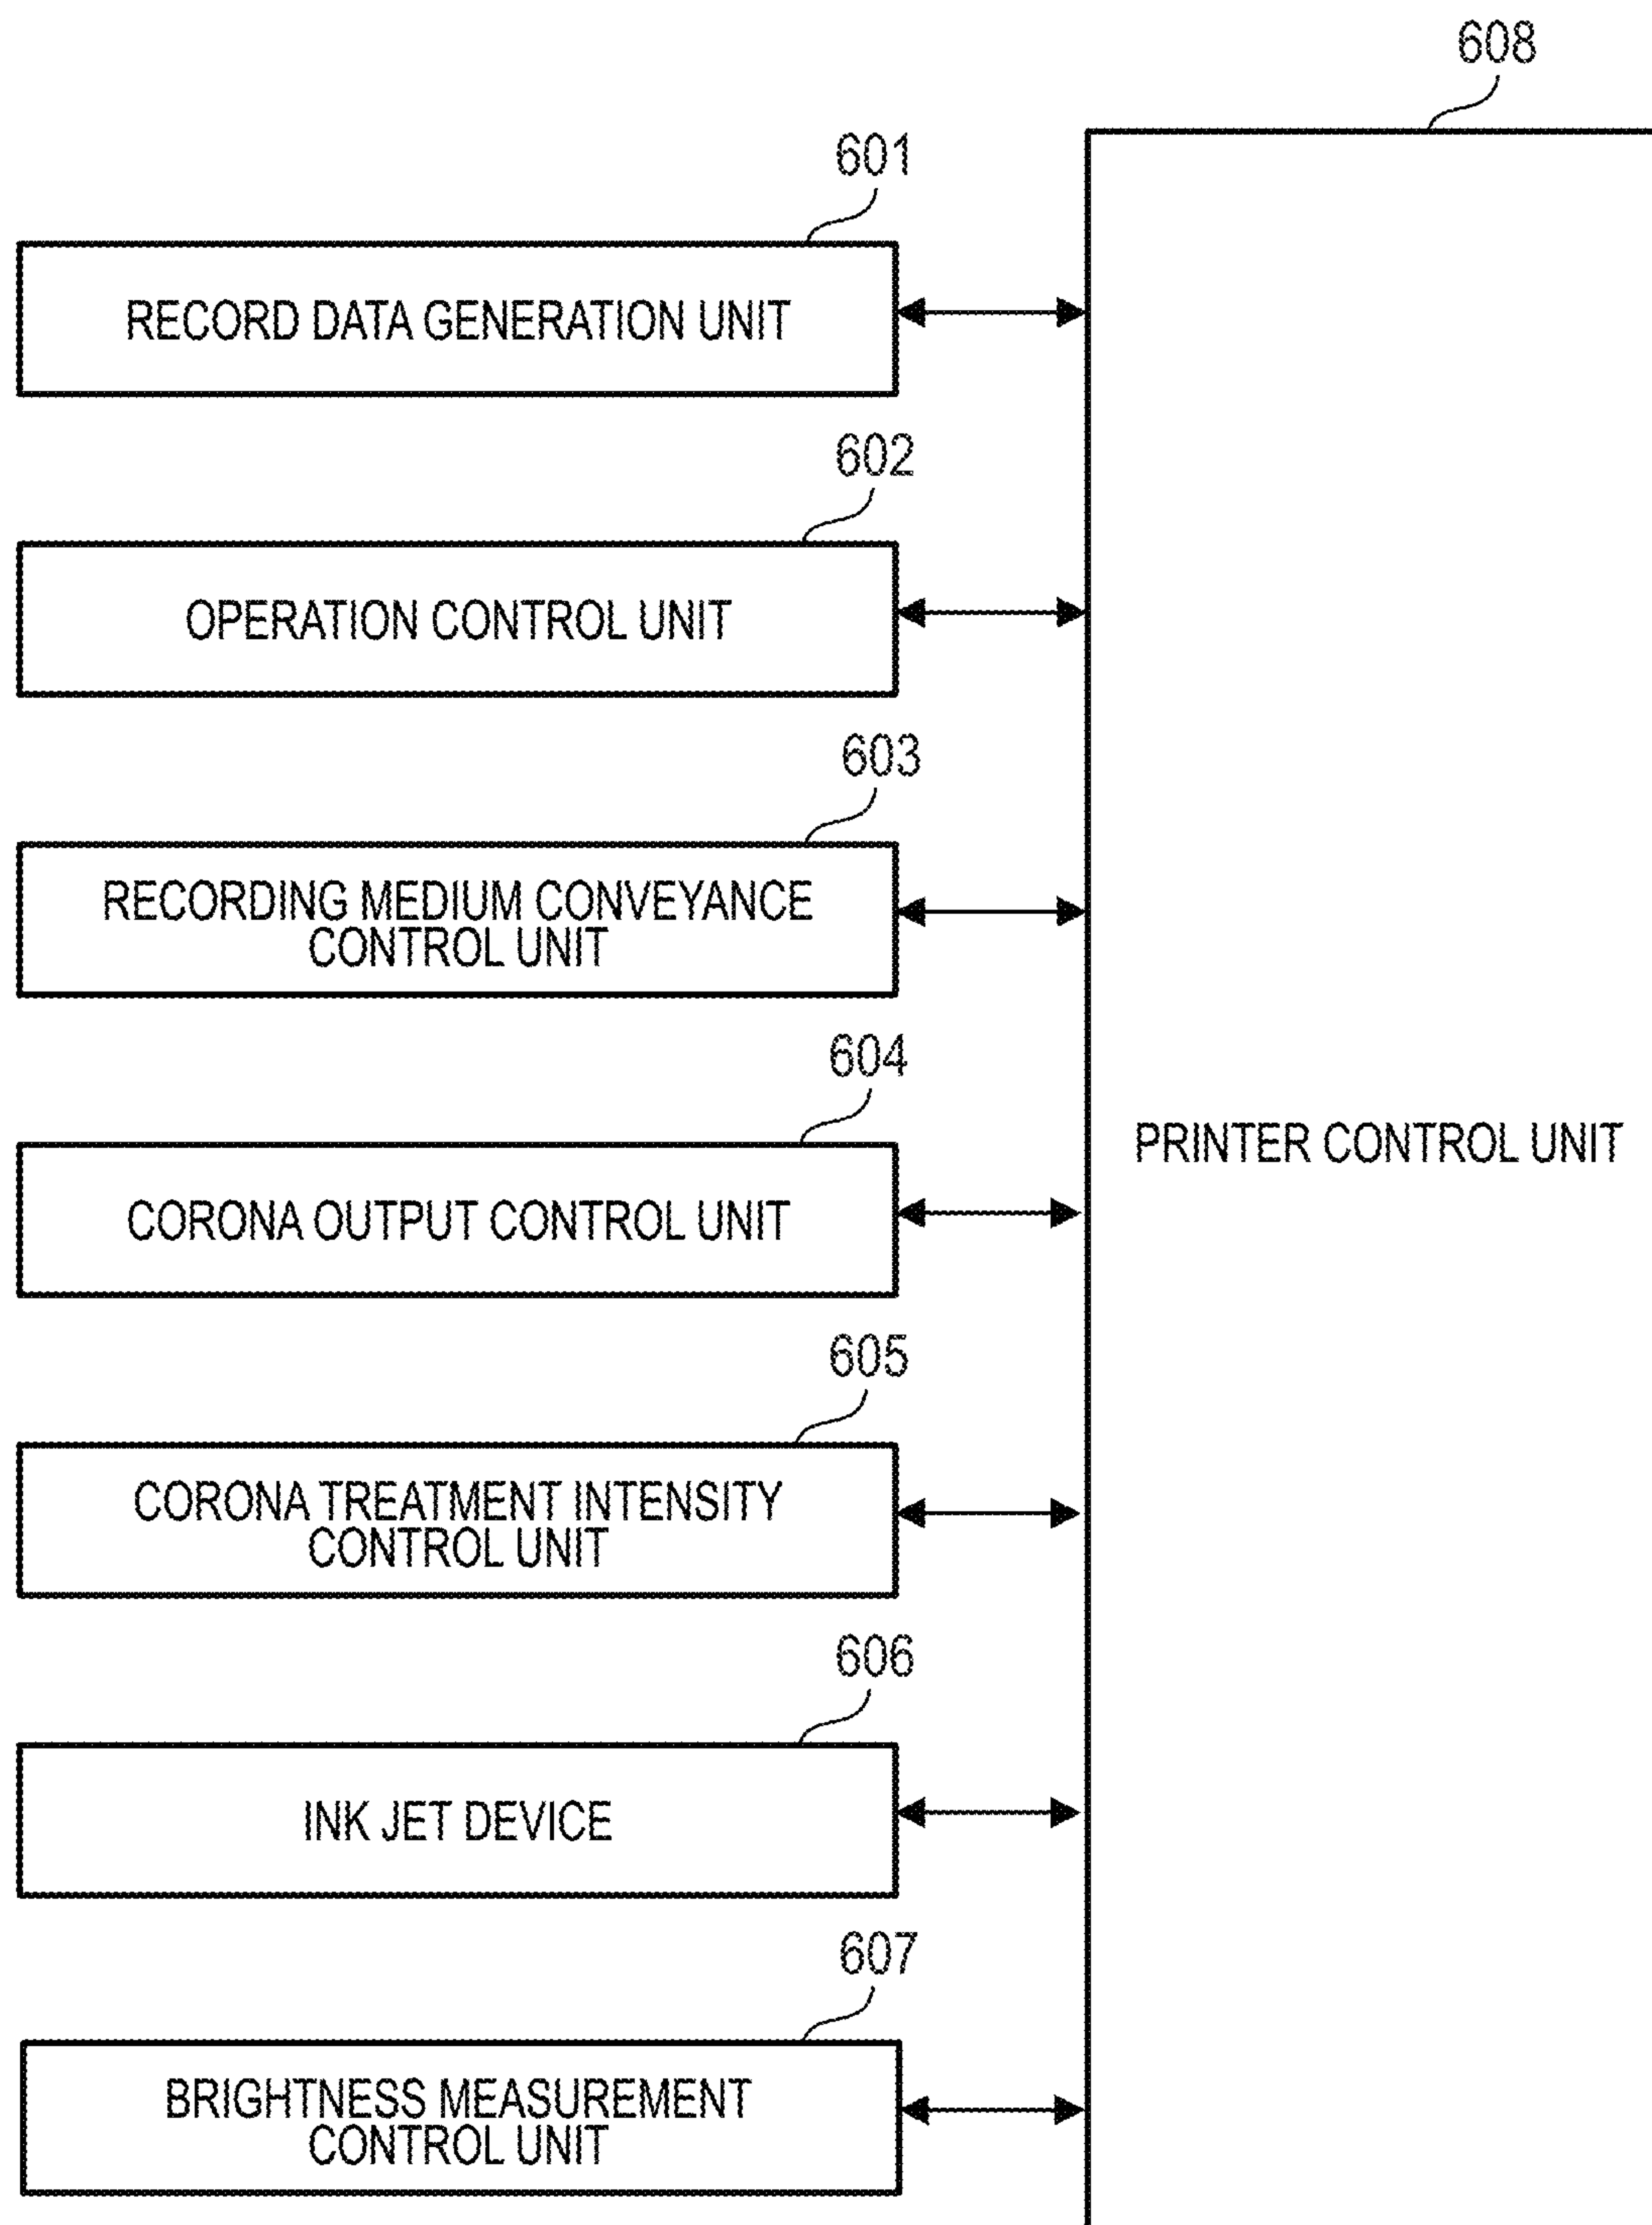 608
601
RECORD DATA GENERATION UNIT
602
OPERATION CONTROL UNIT
603
RECORDING MEDIUM CONVEYANCE
CONTROL UNIT
604
PRINTER CONTROL UNIT
CORONA OUTPUT CONTROL UNIT
605
CORONA TREATMENT INTENSITY
CONTROL UNIT
606
INK JET DEVICE
607
BRIGHTNESS MEASUREMENT
CONTROL UNIT